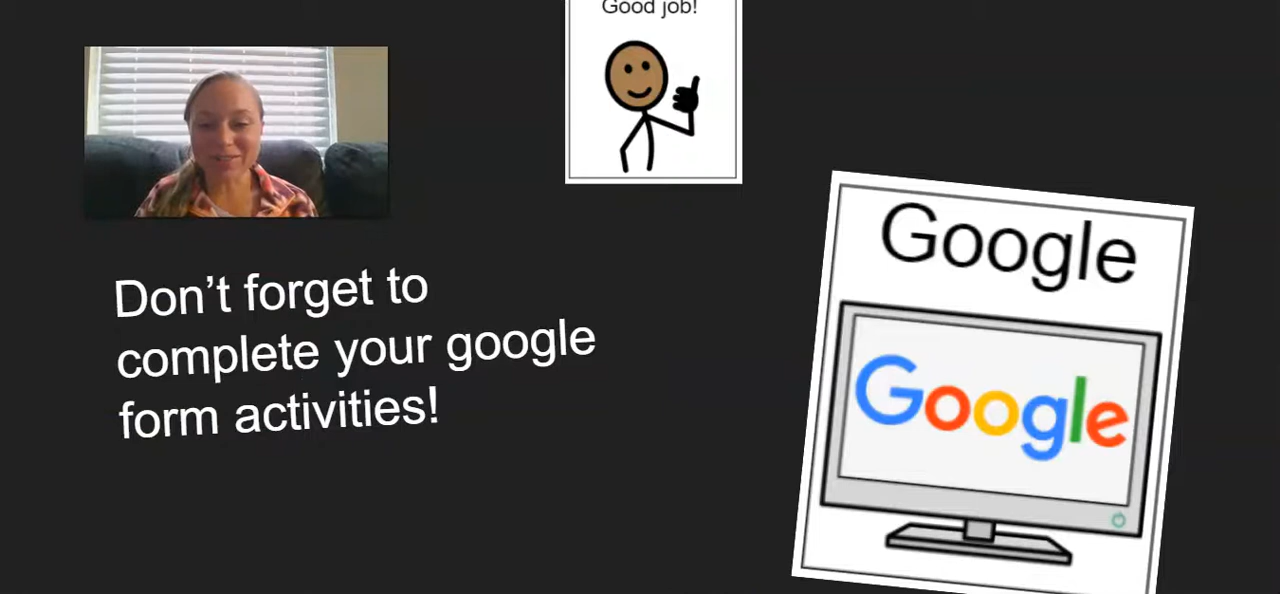 Good job!
Google
Google
Don't forget to
complete your google
form activities!